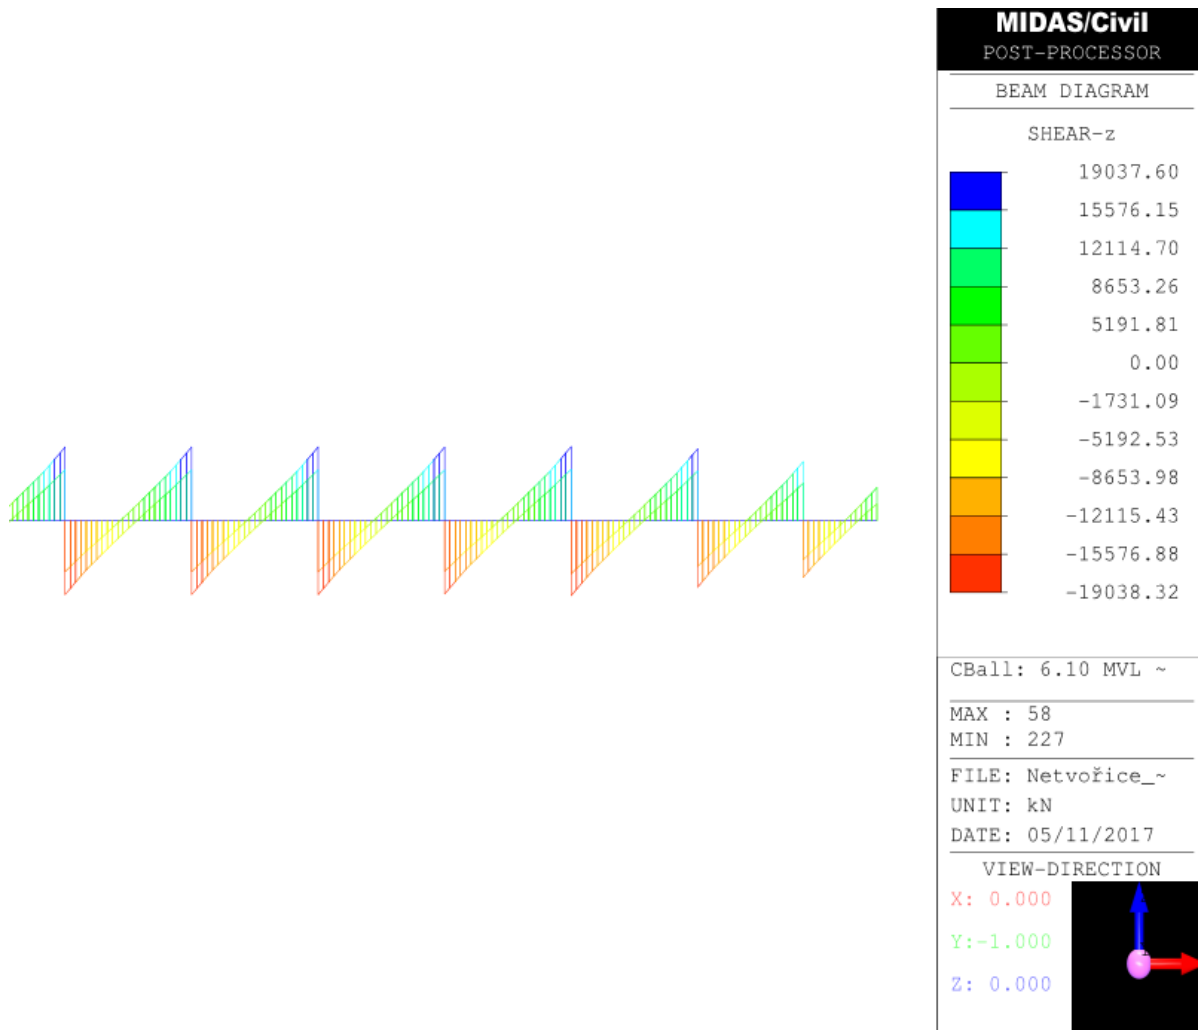 MIDAS/Civil
POST-PROCESSOR
BEAM DIAGRAM
SHEAR-z
19037.60
15576.15
12114.70
8653.26
5191.81
0.00
-1731.09
-5192.53
-8653.98
-12115.43
-15576.88
-19038.32
CBall: 6.10 MVL ~
MAX : 58
MIN : 227
FILE: Netvořice_~
UNIT: kN
DATE: 05/11/2017
VIEW-DIRECTION
X: 0.000
Y:-1.000
Z: 0.000